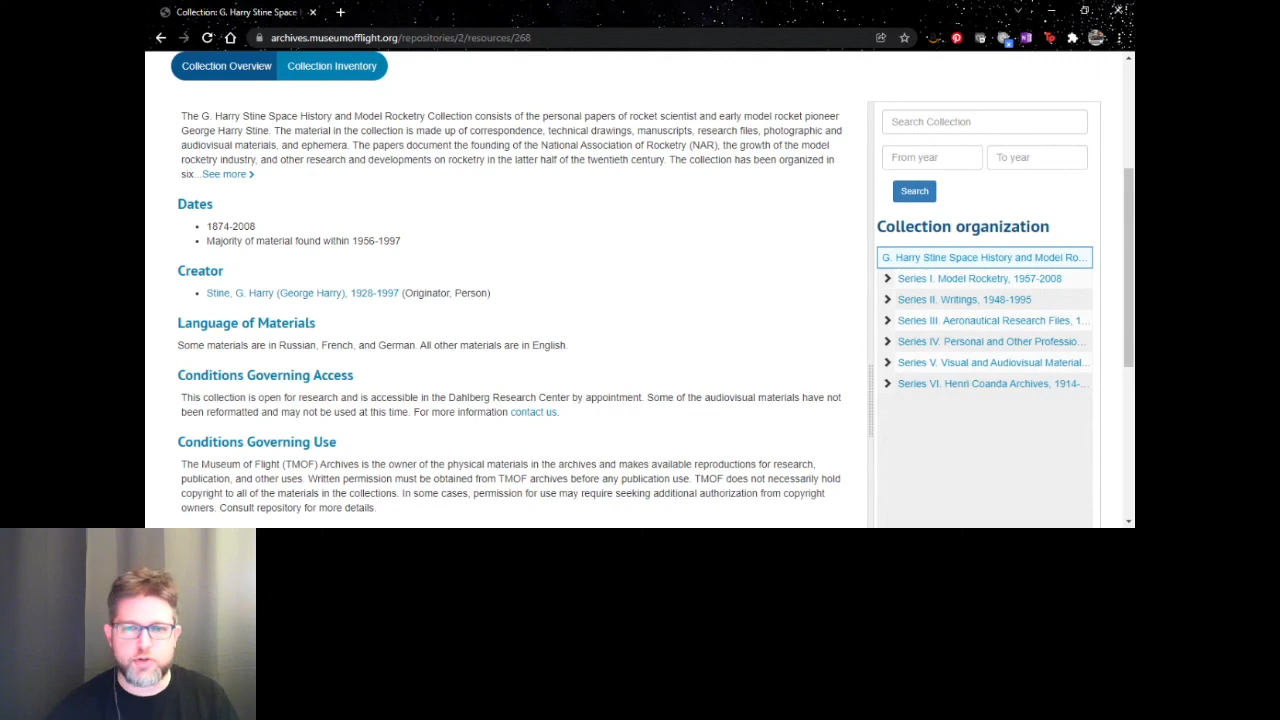 Collection: G. Harry Stine Space
archives.museumofflight.org/repositories/2/resources/268
Collection Overview
Collection Inventory
The G. Harry Stine Space History and Model Rocketry Collection consists of the personal papers of rocket scientist and early model rocket pioneer
George Harry Stine. The material in the collection is made up of correspondence, technical drawings, manuscripts, research files, photographic and
audiovisual materials, and ephemera. The papers document the founding of the National Association of Rocketry (NAR), the growth of the model
rocketry industry, and other research and developments on rocketry in the latter half of the twentieth century. The collection has been organized in
six...See more
Dates
1874-2008
Majority of material found within 1956-1997
Creator
Stine, G. Harry (George Harry), 1928-1997 (Originator, Person)
Language of Materials
Some materials are in Russian, French, and German. All other materials are in English.
Conditions Governing Access
This collection is open for research and is accessible in the Dahlberg Research Center by appointment. Some of the audiovisual materials have not
been reformatted and may not be used at this time. For more information contact us.
Conditions Governing Use
The Museum of Flight (TMOF) Archives is the owner of the physical materials in the archives and makes available reproductions for research,
publication, and other uses. Written permission must be obtained from TMOF archives before any publication use. TMOF does not necessarily hold
copyright to all of the materials in the collections. In some cases, permission for use may require seeking additional authorization from copyright
owners. Consult repository for more details.
Search Collection
From year
To year
Search
Collection organization
G. Harry Stine Space History and Model Ro...
Series I. Model Rocketry, 1957-2008
Series II. Writings, 1948-1995
Series III. Aeronautical Research Files, 1...
Series IV. Personal and Other Professio...
Series V. Visual and Audiovisual Material...
Series VI. Henri Coanda Archives, 1914-...